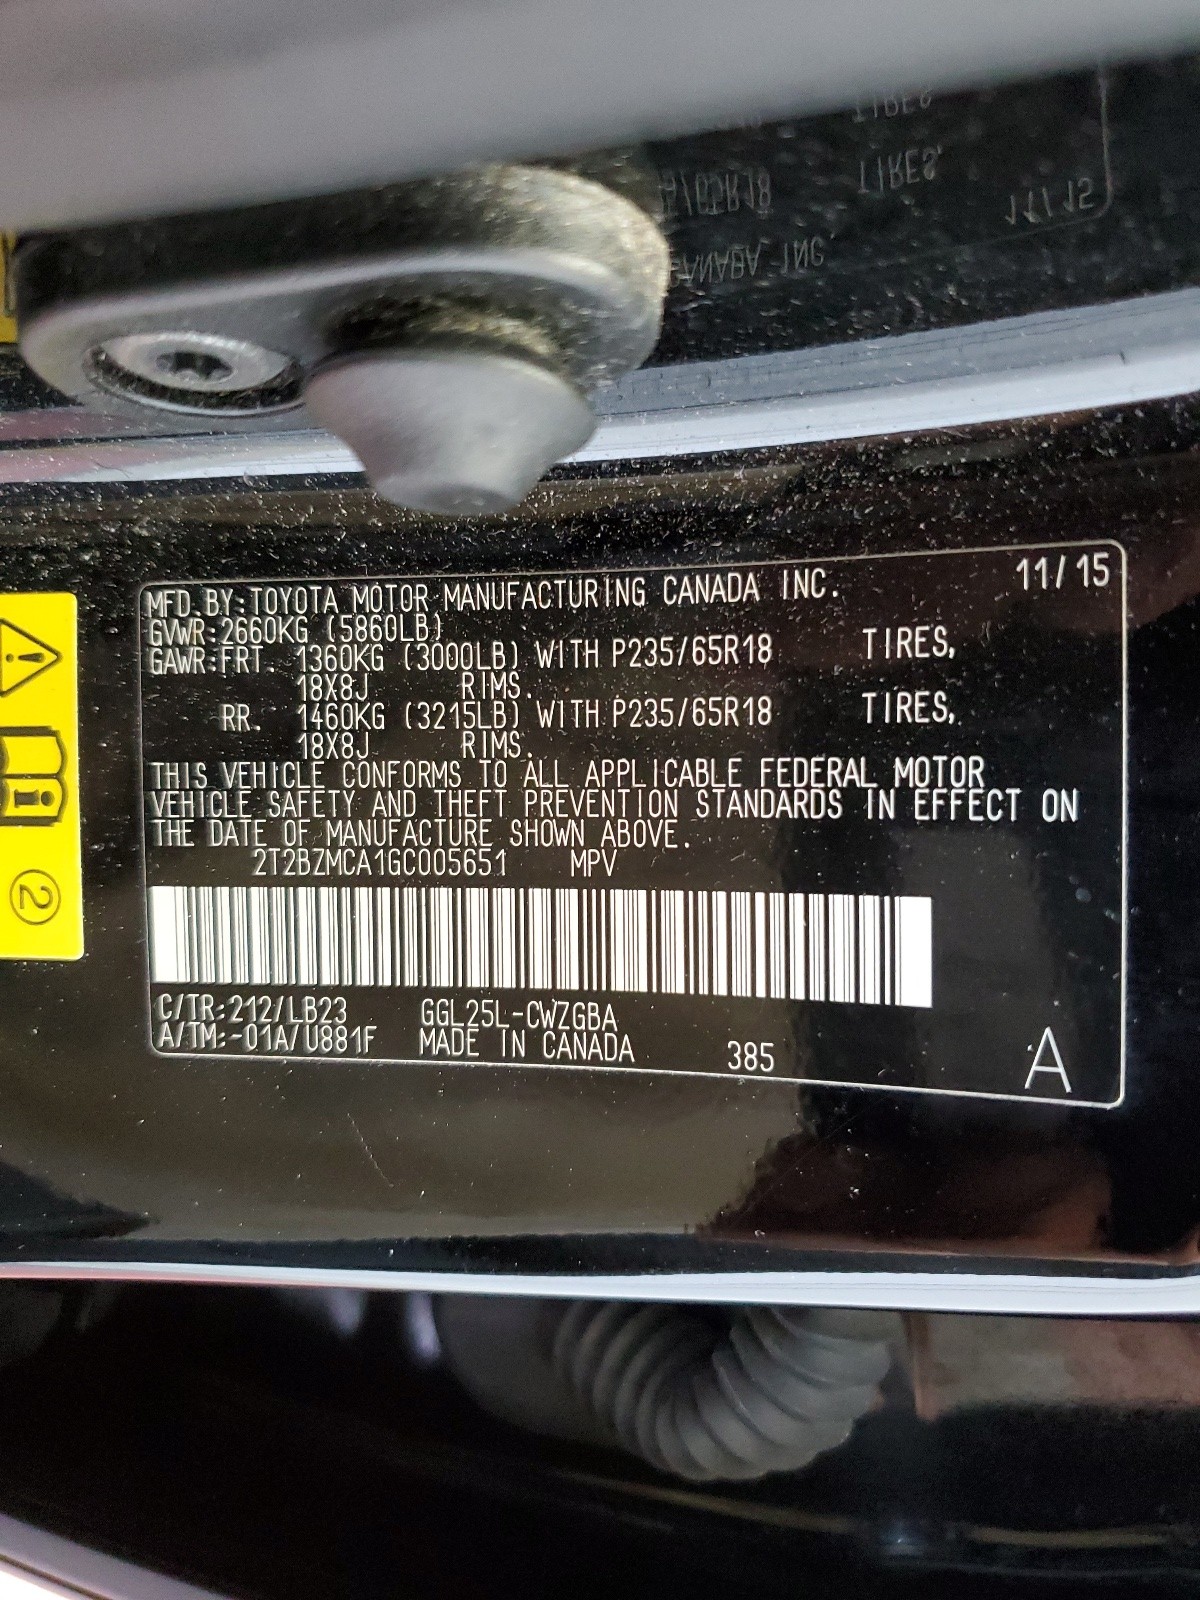 MFD. BY: TOYOTA MOTOR MANUFACTURING CANADA INC. 11/15
GVWR: 2660KG (5860LB)
GAWR: FRT. 1360KG (3000LB) WITH P235/65R18 TIRES,
18X8J RIMS.
RR. 1460KG (3215LB) WITH P235/65R18 TIRES,
18X8J RIMS.
THIS VEHICLE CONFORMS TO ALL APPLICABLE FEDERAL MOTOR
VEHICLE SAFETY AND THEFT PREVENTION STANDARDS IN EFFECT ON
THE DATE OF MANUFACTURE SHOWN ABOVE.
2T2BZMCA1GC005651 MPV
C/TR: 212/LB23 GGL25L-CWZGBA
A/TM: -01A/U881F MADE IN CANADA 385 A
2